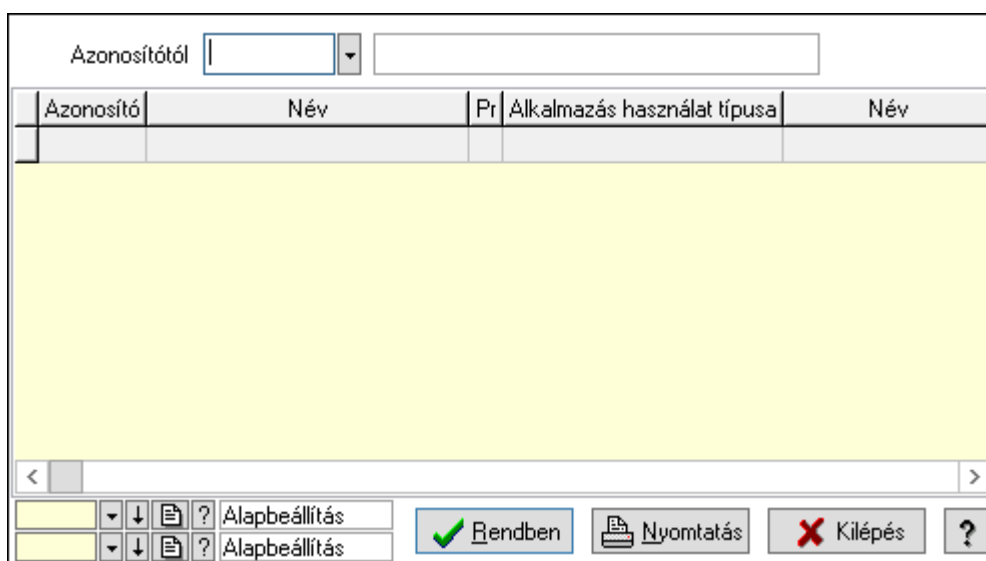 Azonosítótól
Azonosító Név Pr Alkalmazás használat típusa Név
? Alapbeállítás
? Alapbeállítás
Rendben Nyomtatás Kilépés ?